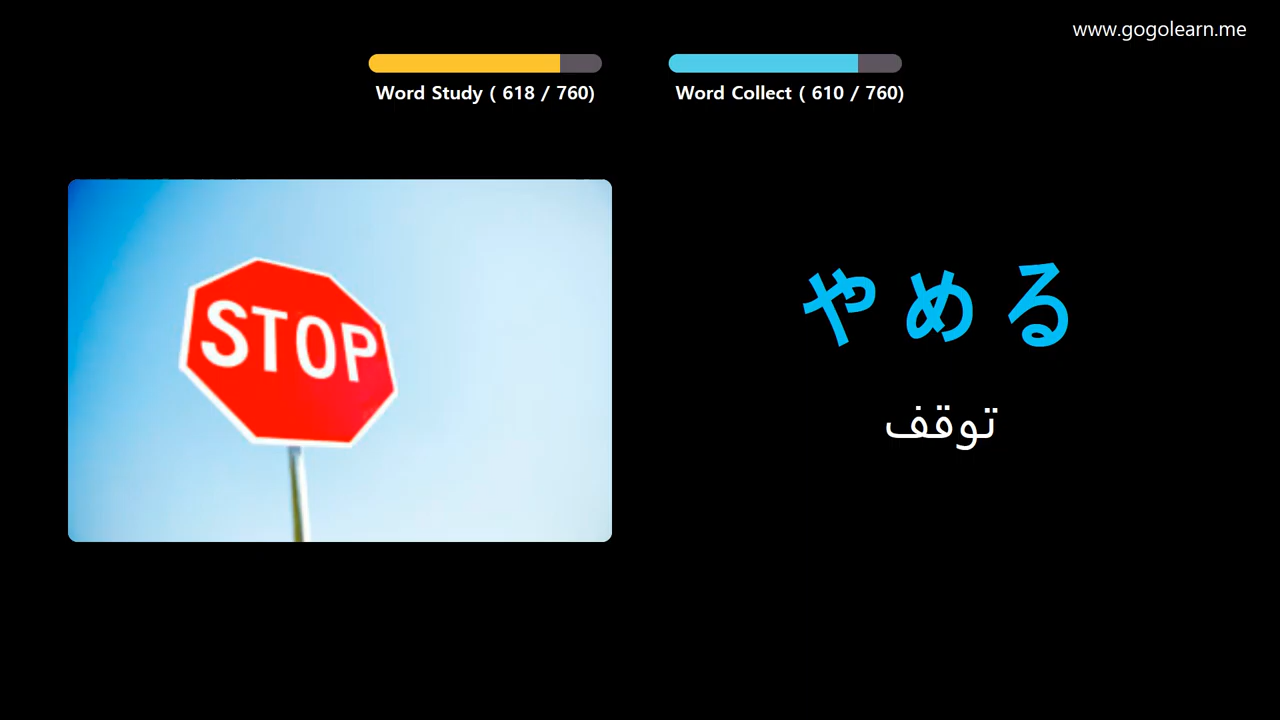 www.gogolearn.me
Word Study ( 618 / 760)
Word Collect ( 610 / 760)
STOP
やめる
توقف